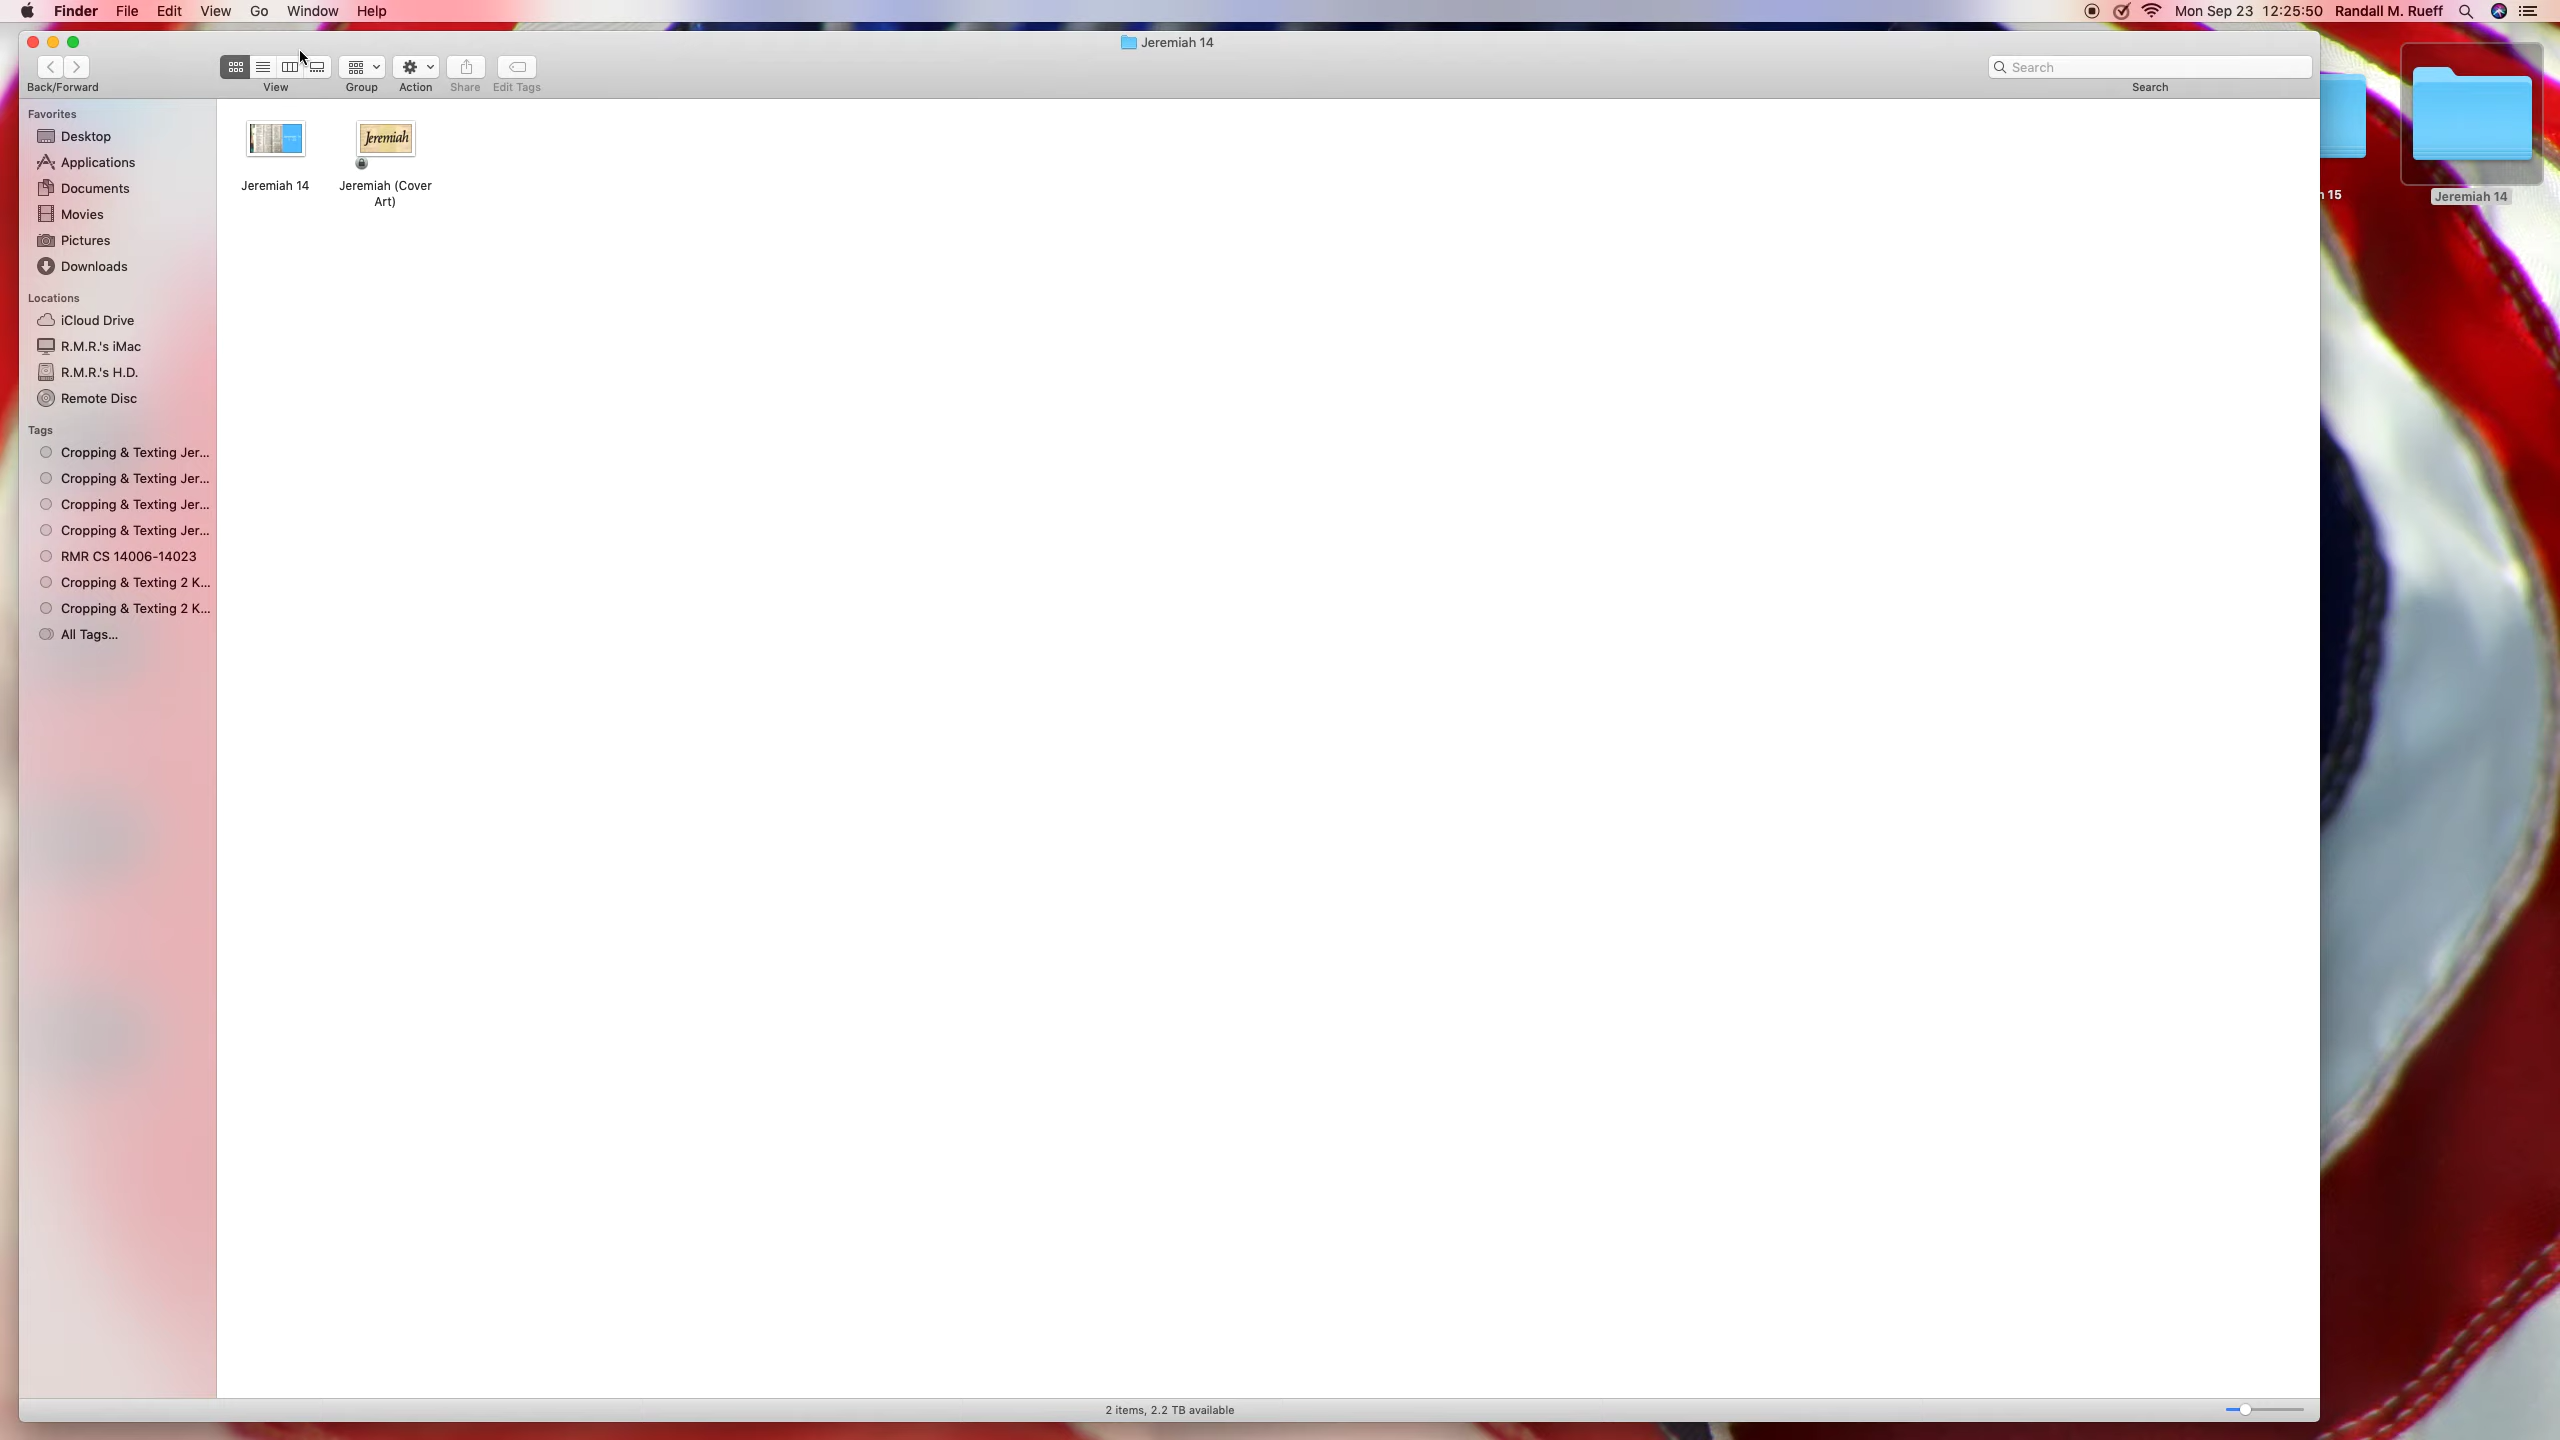 Finder File Edit View Go Window Help
Mon Sep 23 12:25:50 Randall M. Rueff
Jeremiah 14
Search
Back/Forward View Group Action Share Edit Tags Search
Favorites
Desktop
Applications
Documents
Movies
Pictures
Downloads
Locations
iCloud Drive
R.M.R.'s iMac
R.M.R.'s H.D.
Remote Disc
Tags
Cropping & Texting Jer...
Cropping & Texting Jer...
Cropping & Texting Jer...
Cropping & Texting Jer...
RMR CS 14006-14023
Cropping & Texting 2 K...
Cropping & Texting 2 K...
All Tags...
Jeremiah
Jeremiah 14
Jeremiah (Cover
Art)
15
Jeremiah 14
2 items, 2.2 TB available